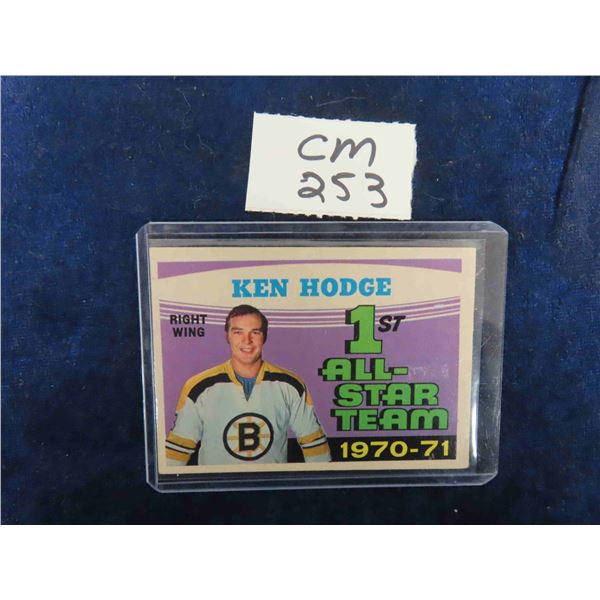 CM
253
KEN HODGE
RIGHT
WING
1ST
ALL-
STAR
TEAM
1970-71
B